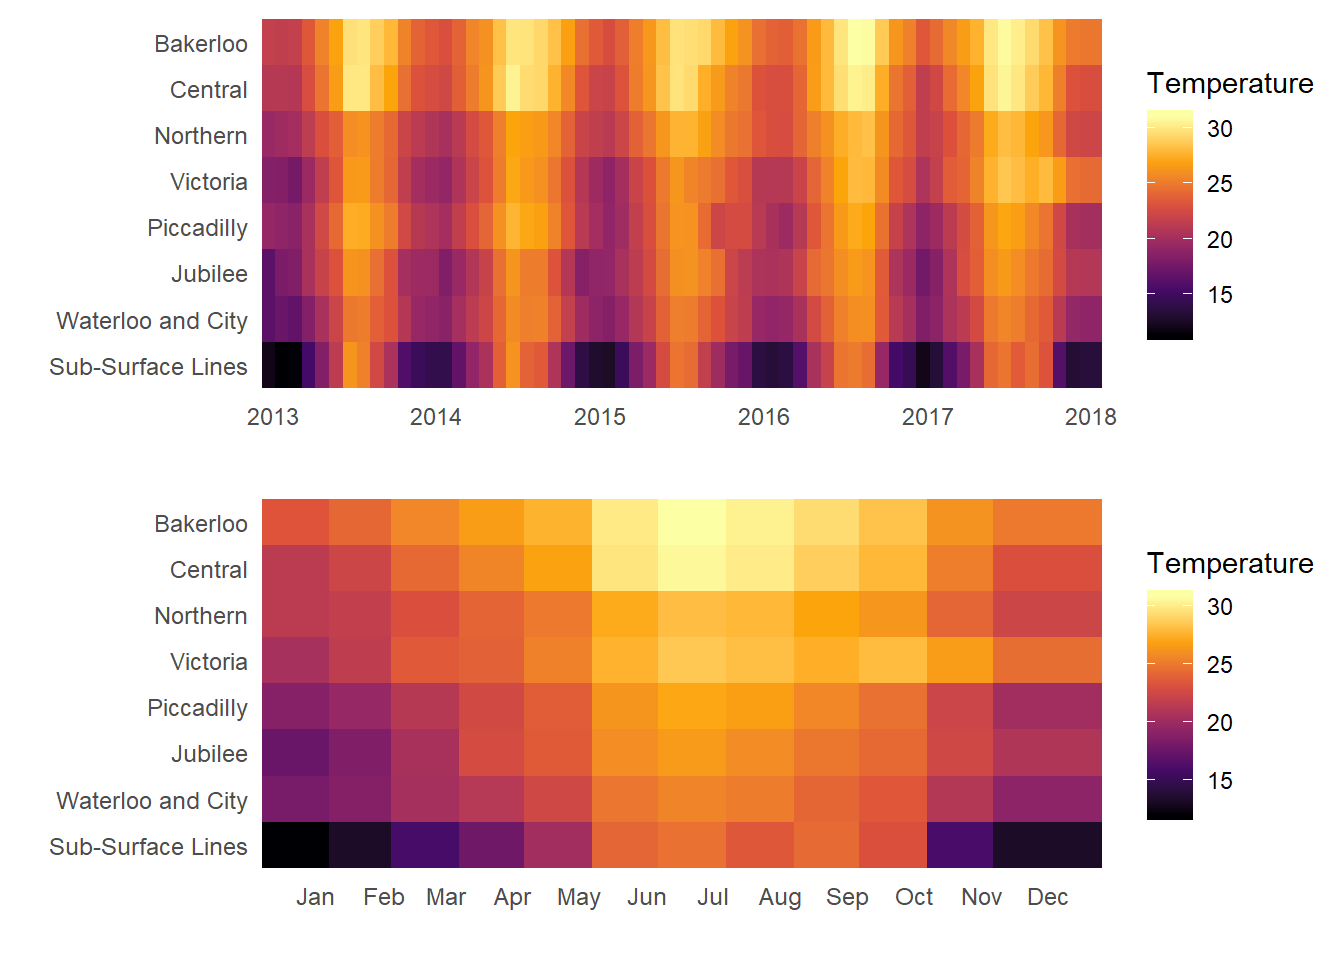 Bakerloo
Central
Northern
Victoria
Piccadilly
Jubilee
Waterloo and City
Sub-Surface Lines
2013 2014 2015 2016 2017 2018
Temperature
30
25
20
15
Bakerloo
Central
Northern
Victoria
Piccadilly
Jubilee
Waterloo and City
Sub-Surface Lines
Jan Feb Mar Apr May Jun Jul Aug Sep Oct Nov Dec
Temperature
30
25
20
15